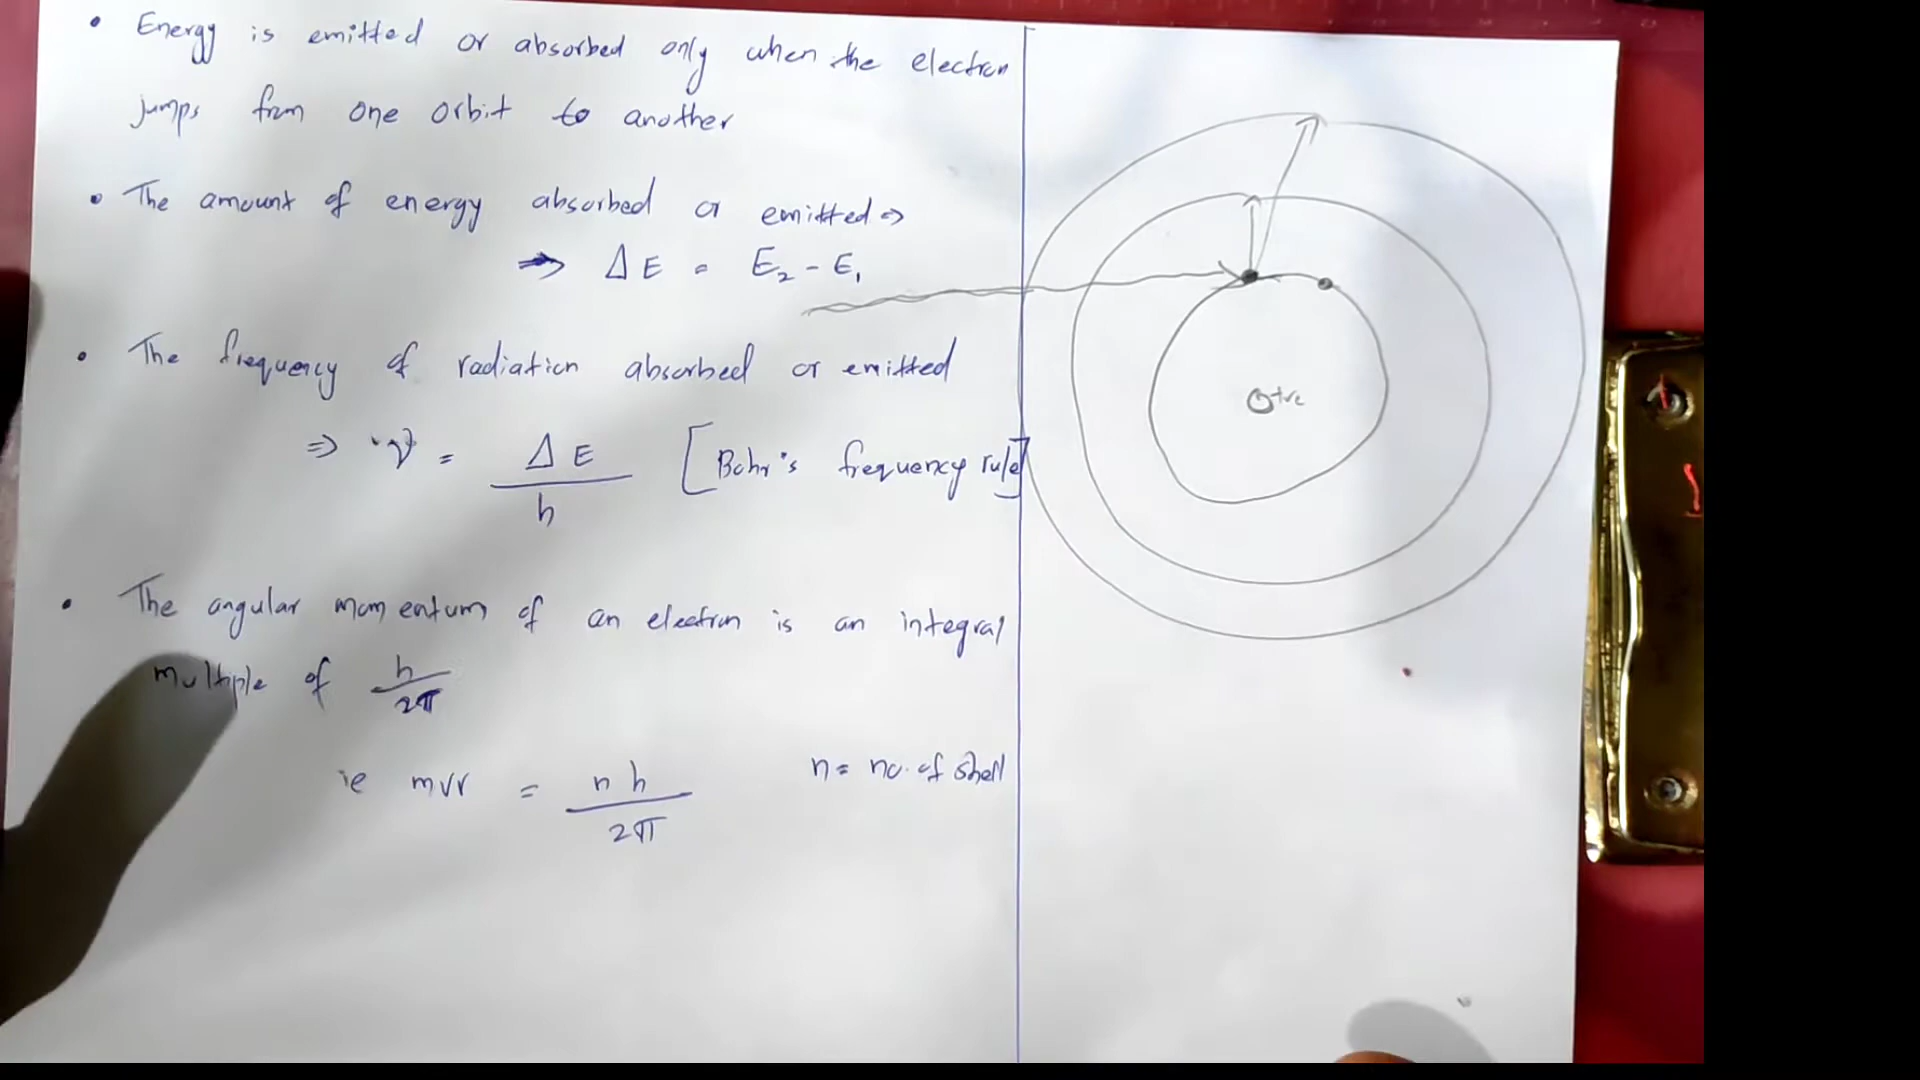 • Energy is emitted or absorbed only when the electron
jumps from one orbit to another
• The amount of energy absorbed or emitted ⇒
⇒ ΔE = E₂ - E₁
• The frequency of radiation absorbed or emitted
⇒ 'ν' = ΔE / h [Bohr's frequency rule]
• The angular momentum of an electron is an integral
multiple of h / 2π
ie mvr = nh / 2π n = no. of shell
+ve